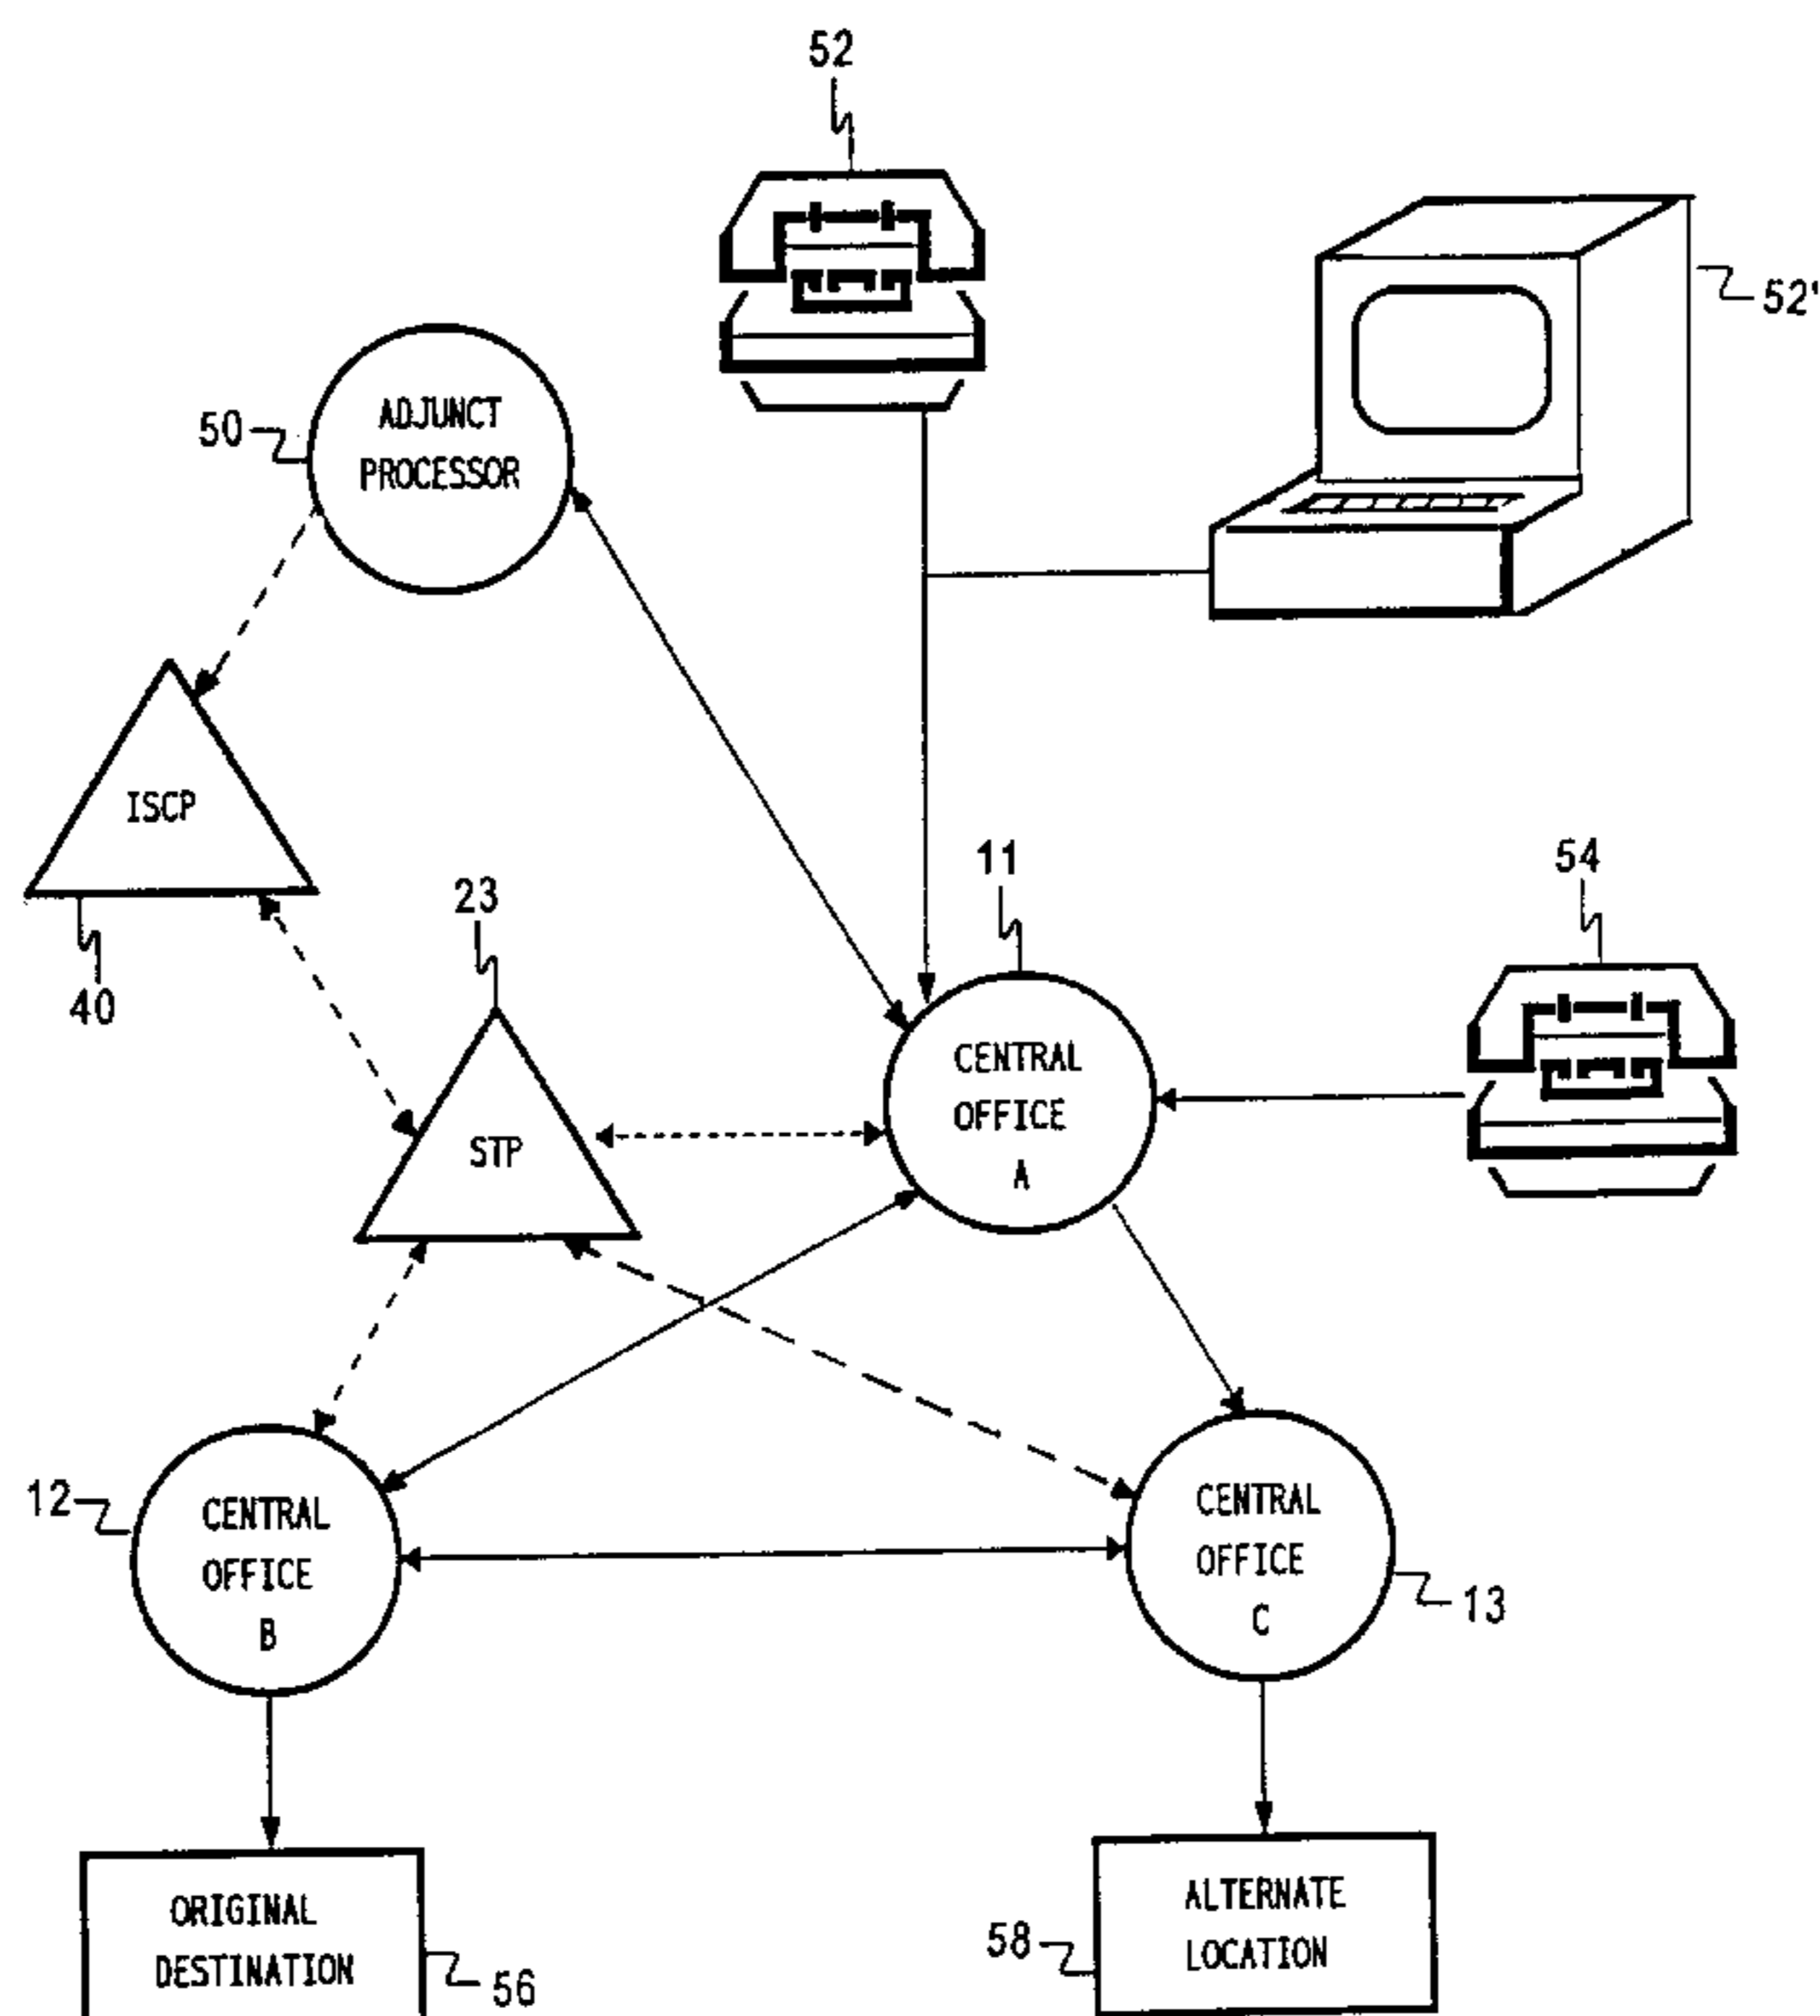 52
52'
50
ADJUNCT
PROCESSOR
ISCP
40
23
11
54
CENTRAL
OFFICE
A
STP
12
CENTRAL
OFFICE
B
CENTRAL
OFFICE
C
13
ORIGINAL
DESTINATION
56
58
ALTERNATE
LOCATION